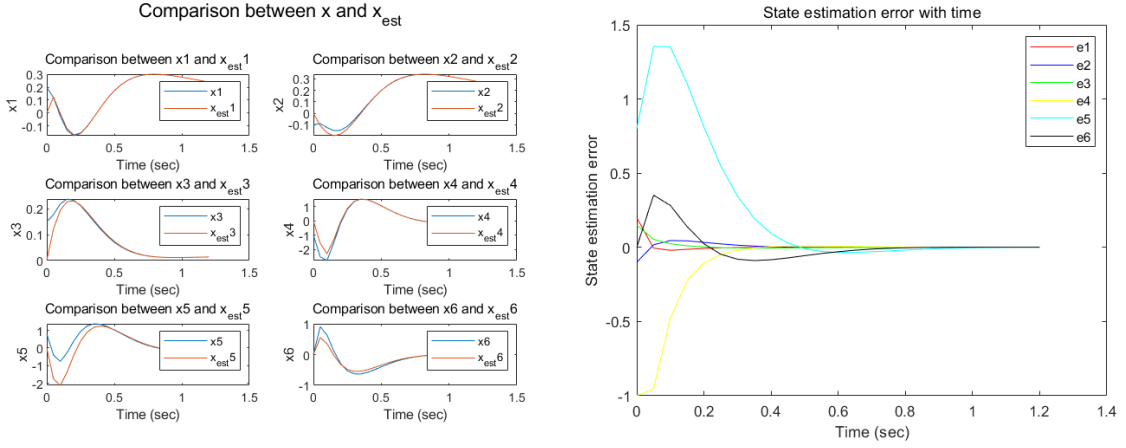 Comparison between x and x_est
Comparison between x1 and x_est1
x1
0.3
0.2
0.1
0
-0.1
x1
x_est1
0 0.5 1 1.5
Time (sec)
Comparison between x2 and x_est2
x2
0.3
0.2
0.1
0
-0.1
x2
x_est2
0 0.5 1 1.5
Time (sec)
Comparison between x3 and x_est3
x3
0.2
0.1
0
x3
x_est3
0 0.5 1 1.5
Time (sec)
Comparison between x4 and x_est4
x4
1
0
-1
-2
x4
x_est4
0 0.5 1 1.5
Time (sec)
Comparison between x5 and x_est5
x5
1
0
-1
-2
x5
x_est5
0 0.5 1 1.5
Time (sec)
Comparison between x6 and x_est6
x6
1
0
1
x6
x_est6
0 0.5 1 1.5
Time (sec)
State estimation error with time
State estimation error
1.5
1
0.5
0
-0.5
-1
e1
e2
e3
e4
e5
e6
0 0.2 0.4 0.6 0.8 1 1.2 1.4
Time (sec)